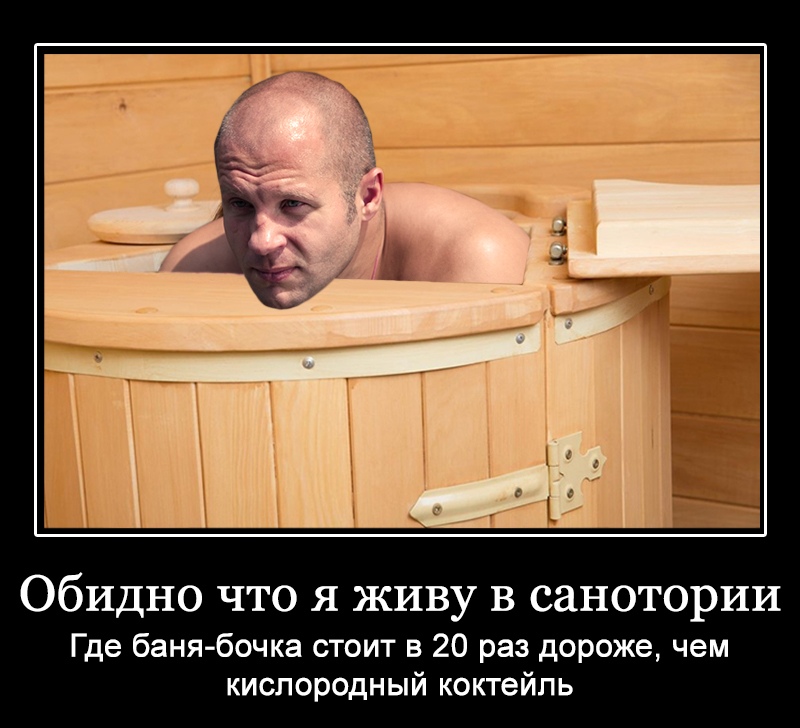 Обидно что я живу в санотории
Где баня-бочка стоит в 20 раз дороже, чем
кислородный коктейль